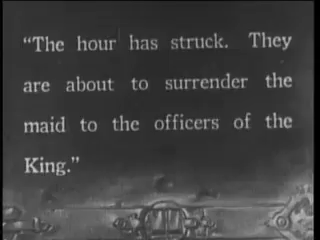 “The hour has struck. They
are about to surrender the
maid to the officers of the
King.”